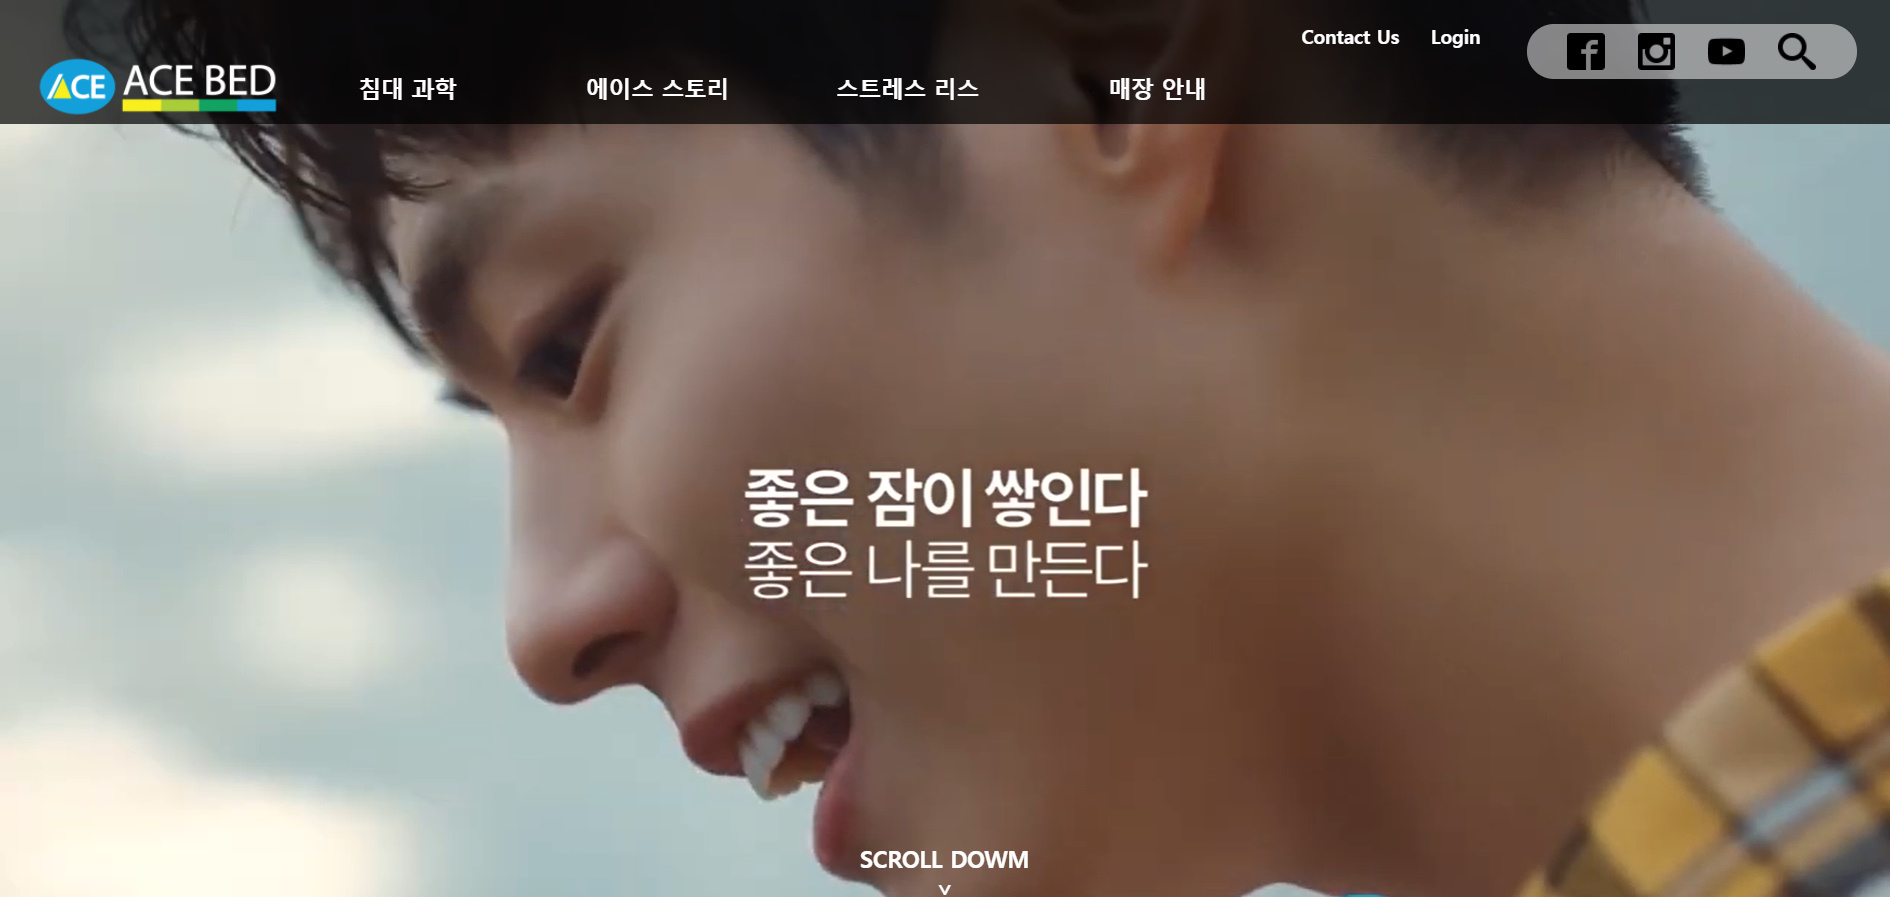 Contact Us Login
ACE ACE BED
침대 과학 에이스 스토리 스트레스 리스 매장 안내
좋은 잠이 쌓인다
좋은 나를 만든다
SCROLL DOWM